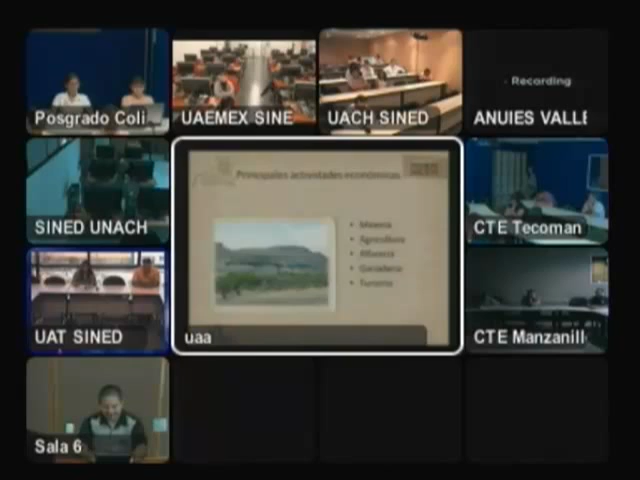 Posgrado Coli
UAEMEX SINE
UACH SINED
- Recording
ANUIES VALLE
SINED UNACH
Principales actividades económicas
• Minería
• Agricultura
• Alfarería
• Ganadería
• Turismo
CTE Tecoman
UAT SINED
uaa
CTE Manzanill
Sala 6